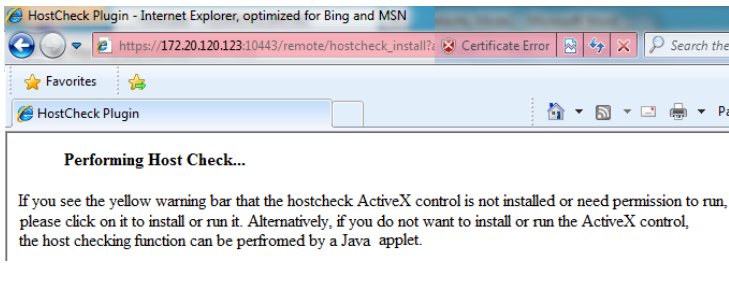 HostCheck Plugin - Internet Explorer, optimized for Bing and MSN
https://172.20.120.123:10443/remote/hostcheck_install? Certificate Error Search the
Favorites
HostCheck Plugin
Performing Host Check...
If you see the yellow warning bar that the hostcheck ActiveX control is not installed or need permission to run,
please click on it to install or run it. Alternatively, if you do not want to install or run the ActiveX control,
the host checking function can be perfromed by a Java applet.